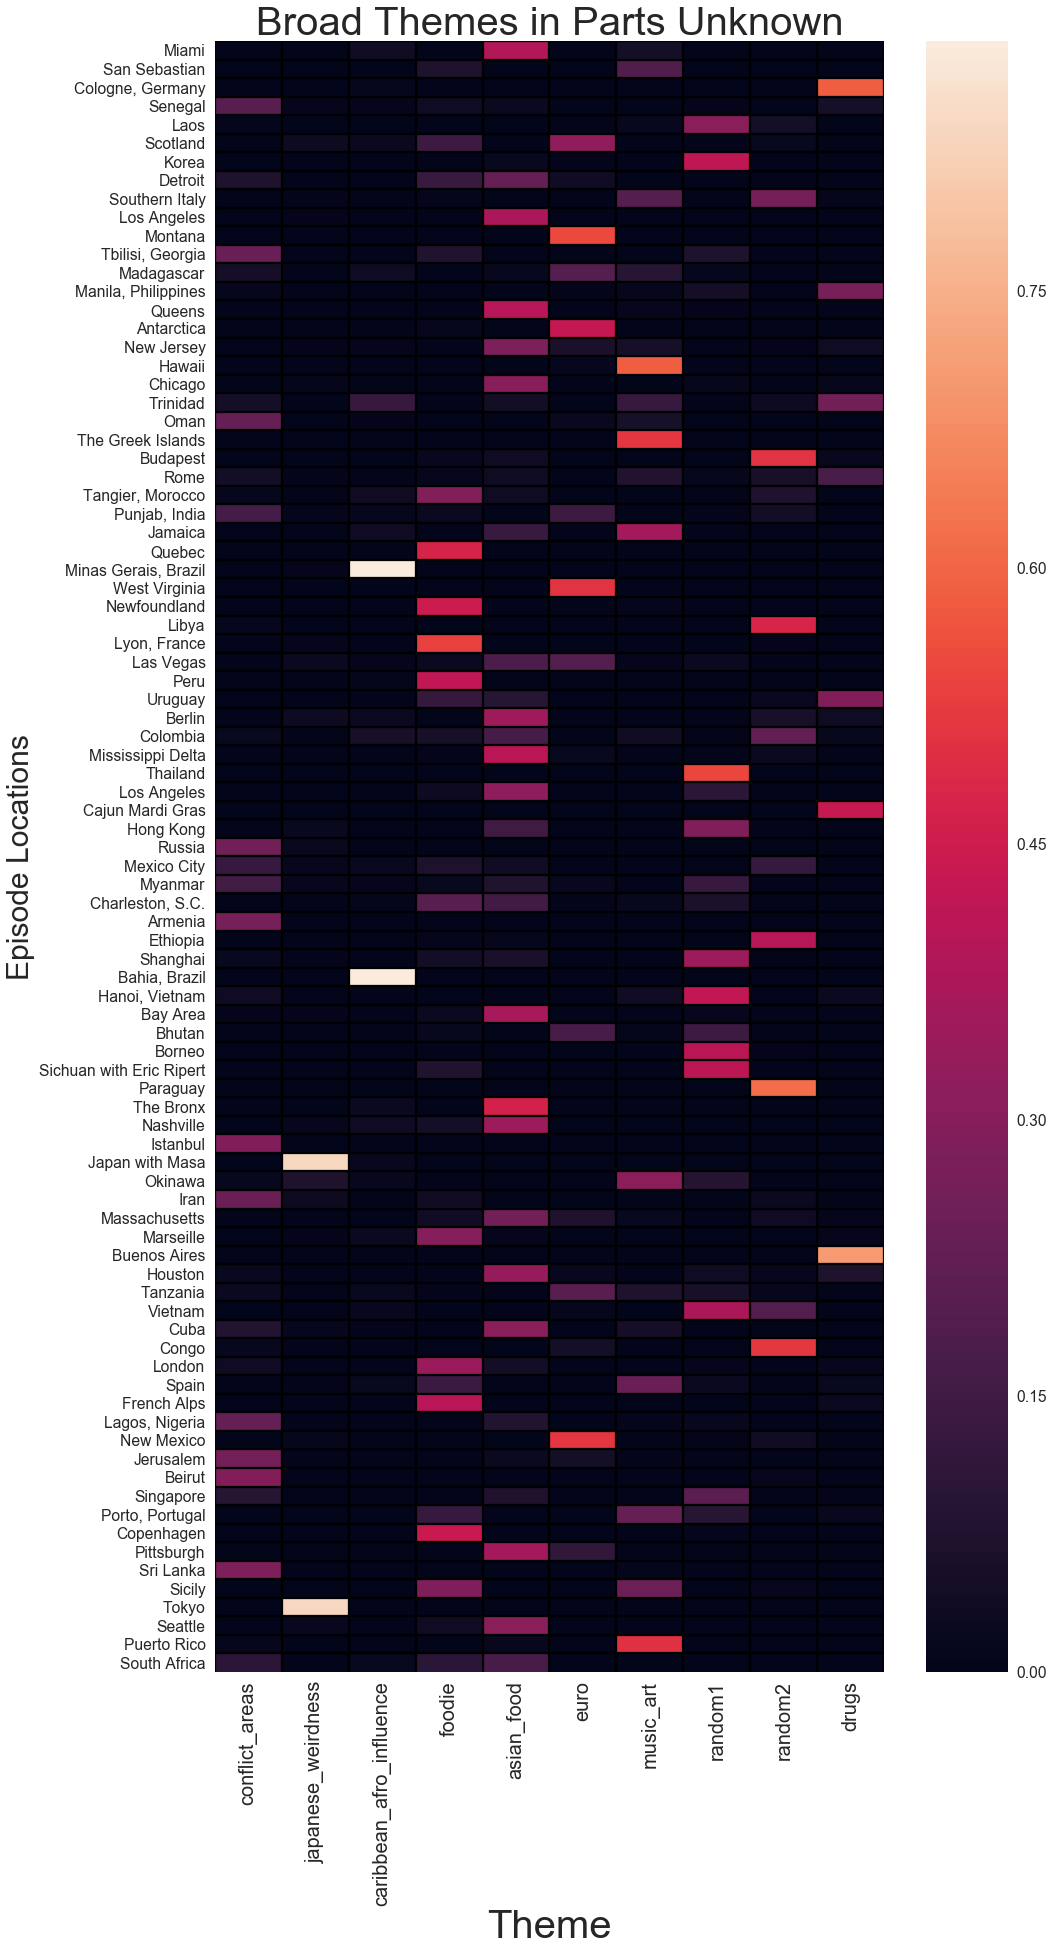 Broad Themes in Parts Unknown
Miami
San Sebastian
Cologne, Germany
Senegal
Laos
Scotland
Korea
Detroit
Southern Italy
Los Angeles
Montana
Tbilisi, Georgia
Madagascar
Manila, Philippines
Queens
Antarctica
New Jersey
Hawaii
Chicago
Trinidad
Oman
The Greek Islands
Budapest
Rome
Tangier, Morocco
Punjab, India
Jamaica
Quebec
Minas Gerais, Brazil
West Virginia
Newfoundland
Libya
Lyon, France
Las Vegas
Peru
Uruguay
Berlin
Colombia
Mississippi Delta
Thailand
Los Angeles
Cajun Mardi Gras
Hong Kong
Russia
Mexico City
Myanmar
Charleston, S.C.
Armenia
Ethiopia
Shanghai
Bahia, Brazil
Hanoi, Vietnam
Bay Area
Bhutan
Borneo
Sichuan with Eric Ripert
Paraguay
The Bronx
Nashville
Istanbul
Japan with Masa
Okinawa
Iran
Massachusetts
Marseille
Buenos Aires
Houston
Tanzania
Vietnam
Cuba
Congo
London
Spain
French Alps
Lagos, Nigeria
New Mexico
Jerusalem
Beirut
Singapore
Porto, Portugal
Copenhagen
Pittsburgh
Sri Lanka
Sicily
Tokyo
Seattle
Puerto Rico
South Africa
Episode Locations
conflict_areas
japanese_weirdness
caribbean_afro_influence
foodie
asian_food
euro
music_art
random1
random2
drugs
Theme
0.75
0.60
0.45
0.30
0.15
0.00